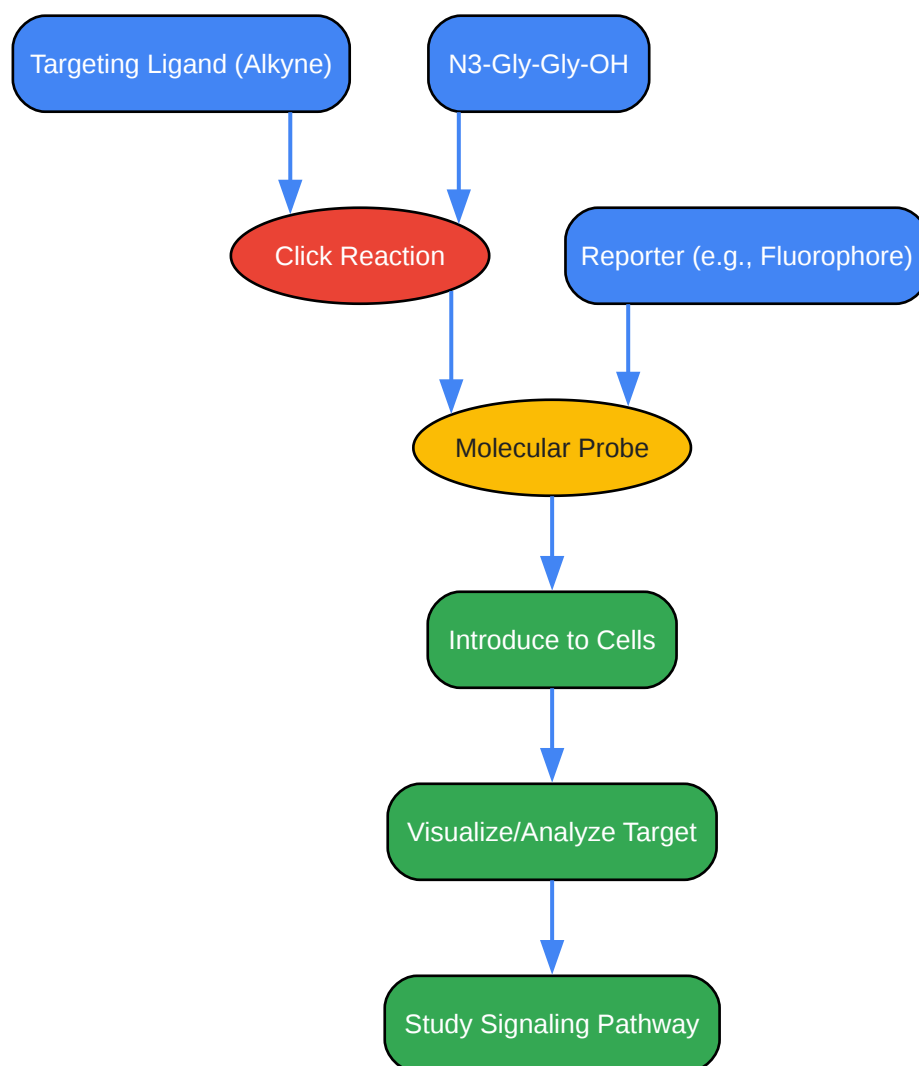 Targeting Ligand (Alkyne)
N3-Gly-Gly-OH
Click Reaction
Reporter (e.g., Fluorophore)
Molecular Probe
Introduce to Cells
Visualize/Analyze Target
Study Signaling Pathway